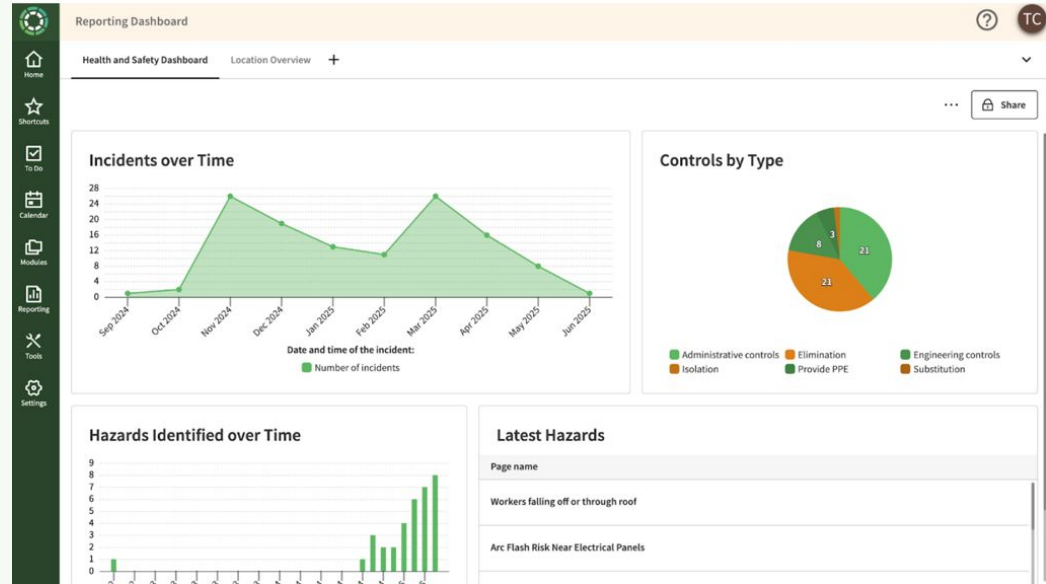 Reporting Dashboard
TC
Home
Health and Safety Dashboard Location Overview +
Shortcuts
Share
To Do
Calendar
Modules
Reporting
Tools
Settings
Incidents over Time
28
24
20
16
12
8
4
0
Sep 2024 Oct 2024 Nov 2024 Dec 2024 Jan 2025 Feb 2025 Mar 2025 Apr 2025 May 2025 Jun 2025
Date and time of the incident:
Number of incidents
Controls by Type
3
8 21
21
Administrative controls Elimination Engineering controls
Isolation Provide PPE Substitution
Hazards Identified over Time
9
8
7
6
5
4
3
2
1
0
Latest Hazards
Page name
Workers falling off or through roof
Arc Flash Risk Near Electrical Panels